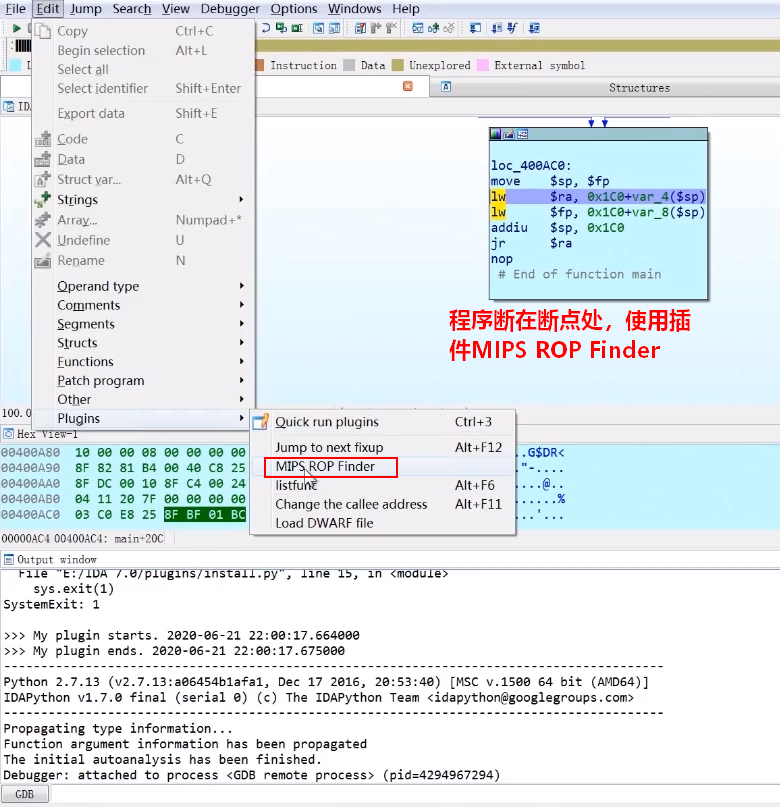 File Edit Jump Search View Debugger Options Windows Help
Copy Ctrl+C
Begin selection Alt+L
Select all
Select identifier Shift+Enter
Export data Shift+E
Code C
Data D
Struct var... Alt+Q
Strings
Array... Numpad+*
Undefine U
Rename N
Operand type
Comments
Segments
Structs
Functions
Patch program
Other
Plugins
Instruction Data Unexplored External symbol
Structures
loc_400AC0:
move $sp, $fp
lw $ra, 0x1C0+var_4($sp)
lw $fp, 0x1C0+var_8($sp)
addiu $sp, 0x1C0
jr $ra
nop
# End of function main
程序断在断点处，使用插
件MIPS ROP Finder
Quick run plugins Ctrl+3
Jump to next fixup Alt+F12
MIPS ROP Finder
listfunc Alt+F6
Change the callee address Alt+F11
Load DWARF file
100.0
Hex View-1
00400A80 10 00 00 08 00 00 00 00 ..G$DR<
00400A90 8F 82 81 B4 00 40 C8 25 ."-....
00400AA0 8F DC 00 10 8F C4 00 24 ...@..
00400AB0 04 11 20 7F 00 00 00 00 ......%
00400AC0 03 C0 E8 25 8F BF 01 BC ...'...
00000AC4 00400AC4: main+20C
Output window
File "E:/IDA 7.0/plugins/install.py", line 15, in <module>
sys.exit(1)
SystemExit: 1
>>> My plugin starts. 2020-06-21 22:00:17.664000
>>> My plugin ends. 2020-06-21 22:00:17.675000
Python 2.7.13 (v2.7.13:a06454b1afa1, Dec 17 2016, 20:53:40) [MSC v.1500 64 bit (AMD64)]
IDAPython v1.7.0 final (serial 0) (c) The IDAPython Team <idapython@googlegroups.com>
Propagating type information...
Function argument information has been propagated
The initial autoanalysis has been finished.
Debugger: attached to process <GDB remote process> (pid=4294967294)
GDB